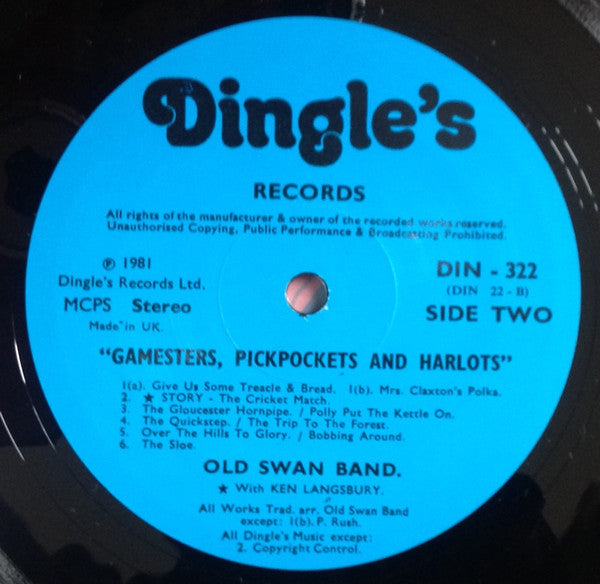 Dingle's
RECORDS
All rights of the manufacturer & owner of the recorded works reserved.
Unauthorised Copying, Public Performance & Broadcasting Prohibited.
℗ 1981
Dingle's Records Ltd.
MCPS Stereo
Made in UK.
DIN - 322
(DIN 22 - B)
SIDE TWO
"GAMESTERS, PICKPOCKETS AND HARLOTS"
1(a). Give Us Some Treacle & Bread. 1(b). Mrs. Claxton's Polka.
2. ★ STORY - The Cricket Match.
3. The Gloucester Hornpipe. / Polly Put The Kettle On.
4. The Quickstep. / The Trip To The Forest.
5. Over The Hills To Glory. / Bobbing Around.
6. The Sloe.
OLD SWAN BAND.
★ With KEN LANGSBURY.
All Works Trad. arr. Old Swan Band
except: 1(b). P. Rush.
All Dingle's Music except:
2. Copyright Control.